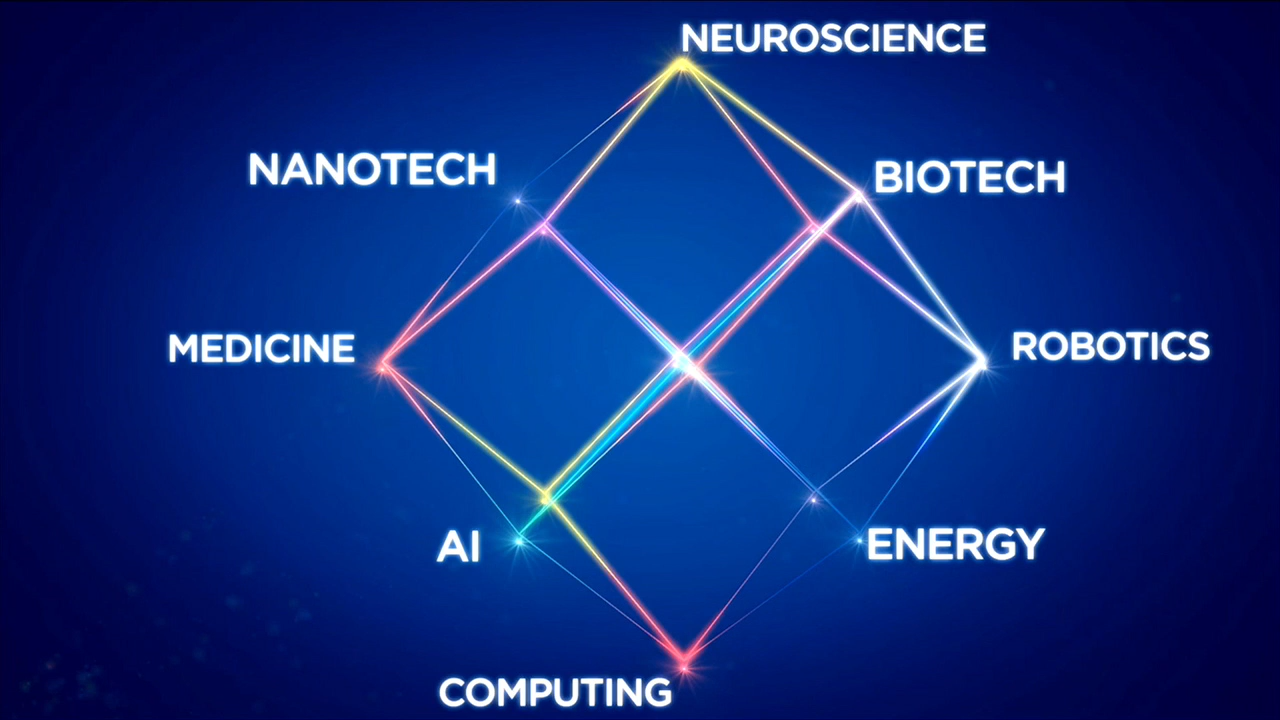 NEUROSCIENCE
NANOTECH
BIOTECH
MEDICINE
ROBOTICS
AI
ENERGY
COMPUTING